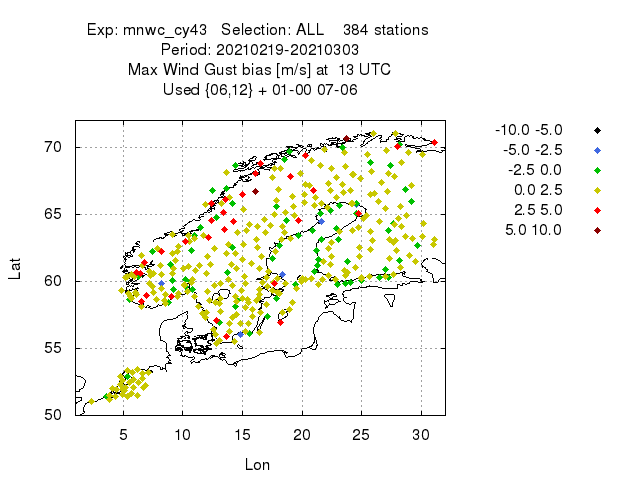 Exp: mnwc_cy43   Selection: ALL    384 stations
Period: 20210219-20210303
Max Wind Gust bias [m/s] at  13 UTC
Used {06,12} + 01-00 07-06
-10.0 -5.0
-5.0 -2.5
-2.5 0.0
0.0 2.5
2.5 5.0
5.0 10.0
Lat
70
65
60
55
50
5 10 15 20 25 30
Lon